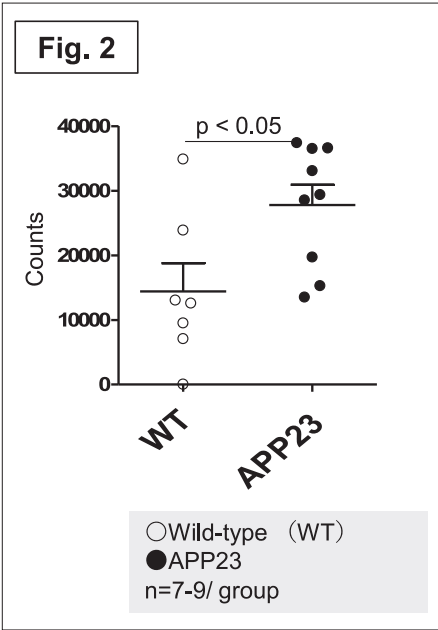 Fig. 2
p < 0.05
40000
30000
20000
10000
0
Counts
WT
APP23
○Wild-type （WT）
●APP23
n=7-9/ group